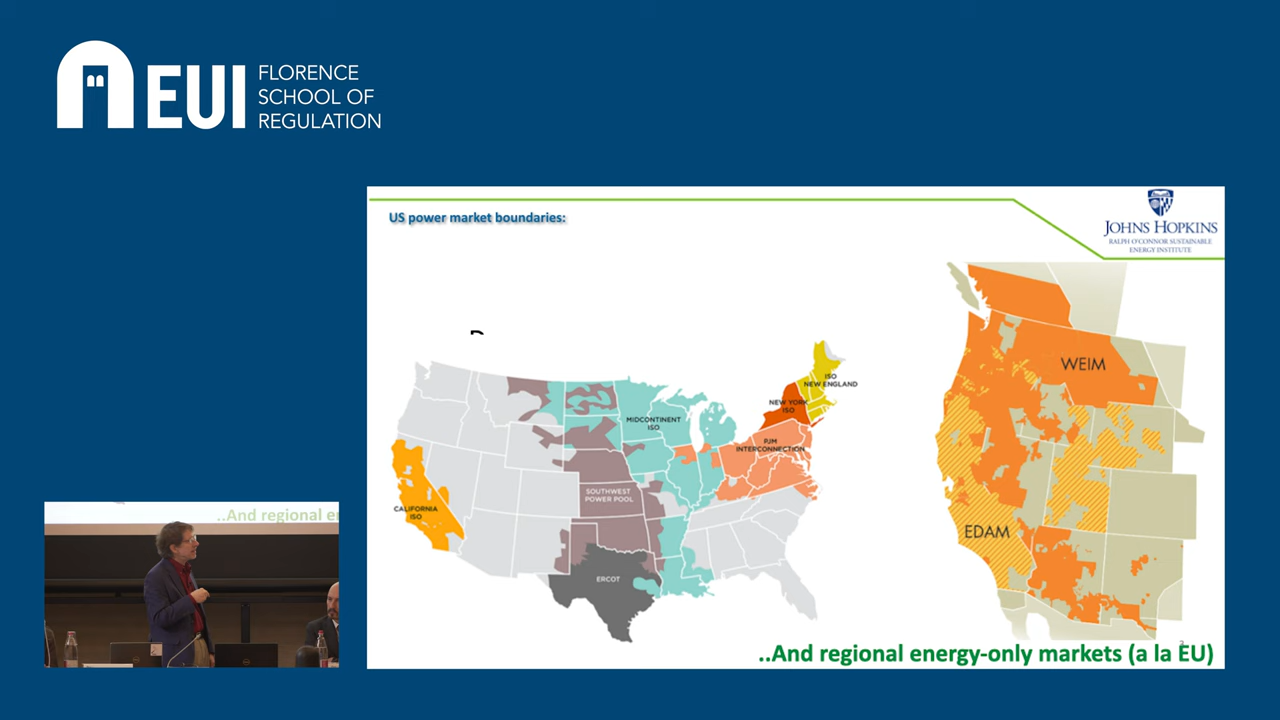 EUI
FLORENCE
SCHOOL OF
REGULATION
US power market boundaries:
JOHNS HOPKINS
RALPH O'CONNOR SUSTAINABLE
ENERGY INSTITUTE
WEIM
EDAM
ISO
NEW ENGLAND
NEW YORK
ISO
MIDCONTINENT
ISO
PJM
INTERCONNECTION
SOUTHWEST
POWER POOL
CALIFORNIA
ISO
ERCOT
..And regional energy-only markets (a la EU)
..And regional e